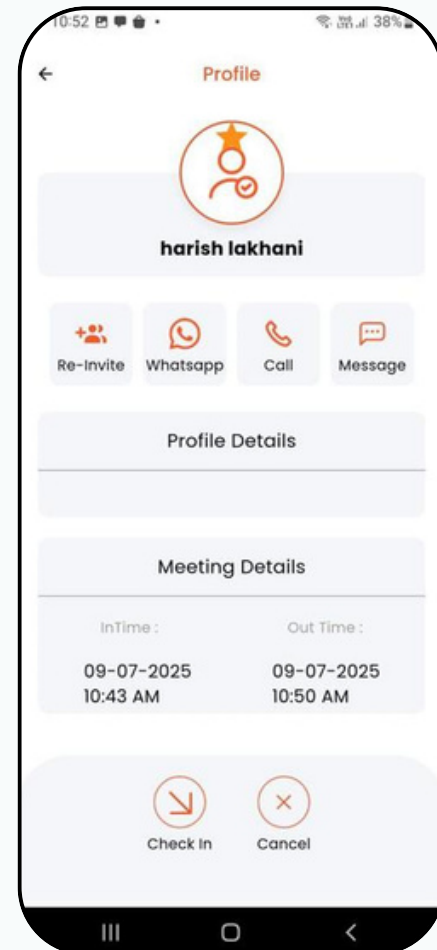 10:52 38%
Profile
harish lakhani
Re-Invite Whatsapp Call Message
Profile Details
Meeting Details
InTime : Out Time :
09-07-2025 09-07-2025
10:43 AM 10:50 AM
Check In Cancel